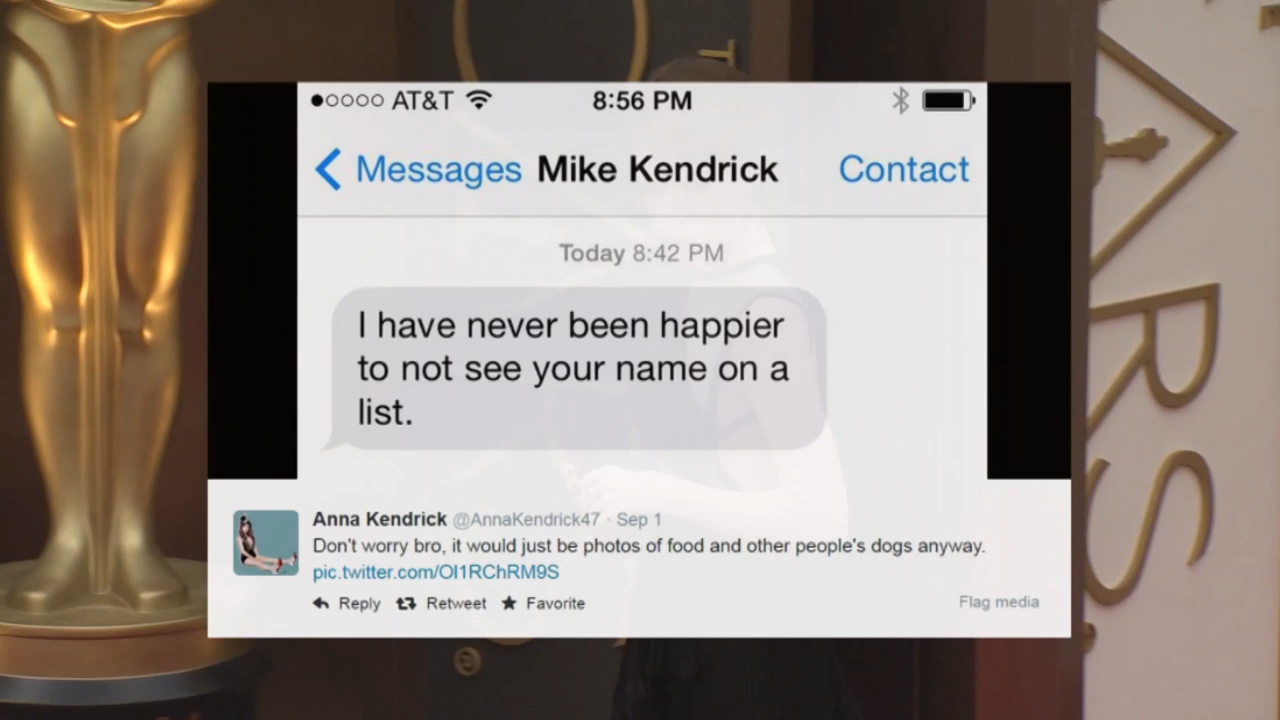 AT&T 8:56 PM
Messages Mike Kendrick Contact
Today 8:42 PM
I have never been happier
to not see your name on a
list.
Anna Kendrick @AnnaKendrick47 · Sep 1
Don't worry bro, it would just be photos of food and other people's dogs anyway.
pic.twitter.com/OI1RChRM9S
Reply Retweet Favorite Flag media
ARS